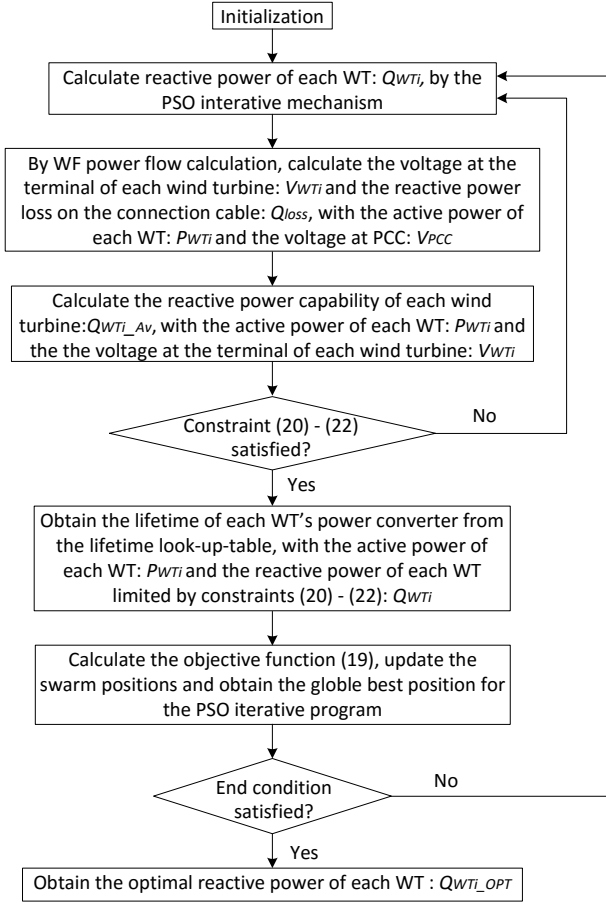 Initialization
Calculate reactive power of each WT: QWTi, by the
PSO interative mechanism
By WF power flow calculation, calculate the voltage at the
terminal of each wind turbine: VWTi and the reactive power
loss on the connection cable: Qloss, with the active power of
each WT: PWTi and the voltage at PCC: VPCC
Calculate the reactive power capability of each wind
turbine:QWTi_Av, with the active power of each WT: PWTi and
the the voltage at the terminal of each wind turbine: VWTi
Constraint (20) - (22)
satisfied?
No
Yes
Obtain the lifetime of each WT's power converter from
the lifetime look-up-table, with the active power of
each WT: PWTi and the reactive power of each WT
limited by constraints (20) - (22): QWTi
Calculate the objective function (19), update the
swarm positions and obtain the globle best position for
the PSO iterative program
End condition
satisfied?
No
Yes
Obtain the optimal reactive power of each WT : QWTi_OPT